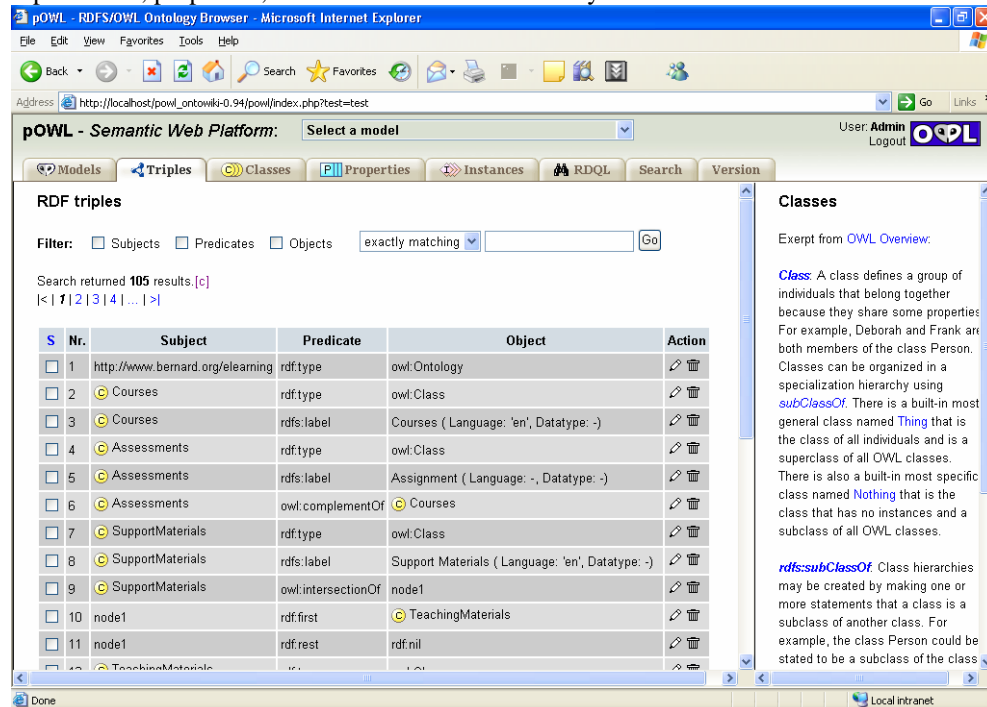 pOWL - RDFS/OWL Ontology Browser - Microsoft Internet Explorer
File Edit View Favorites Tools Help
Back Search Favorites
Address http://localhost/powl_ontowiki-0.94/powl/index.php?test=test Go Links
pOWL - Semantic Web Platform: Select a model User: Admin
Logout
Models Triples Classes Properties Instances RDQL Search Version
RDF triples
Filter: Subjects Predicates Objects exactly matching Go
Search returned 105 results.[c]
|< | 1 | 2 | 3 | 4 | ... | >|
S Nr. Subject Predicate Object Action
1 http://www.bernard.org/elearning rdf:type owl:Ontology
2 C Courses rdf:type owl:Class
3 C Courses rdfs:label Courses ( Language: 'en', Datatype: -)
4 C Assessments rdf:type owl:Class
5 C Assessments rdfs:label Assignment ( Language: -, Datatype: -)
6 C Assessments owl:complementOf C Courses
7 C SupportMaterials rdf:type owl:Class
8 C SupportMaterials rdfs:label Support Materials ( Language: 'en', Datatype: -)
9 C SupportMaterials owl:intersectionOf node1
10 node1 rdf:first C TeachingMaterials
11 node1 rdf:rest rdf:nil
Classes
Exerpt from OWL Overview:
Class: A class defines a group of
individuals that belong together
because they share some properties
For example, Deborah and Frank are
both members of the class Person.
Classes can be organized in a
specialization hierarchy using
subClassOf. There is a built-in most
general class named Thing that is
the class of all individuals and is a
superclass of all OWL classes.
There is also a built-in most specific
class named Nothing that is the
class that has no instances and a
subclass of all OWL classes.
rdfs:subClassOf: Class hierarchies
may be created by making one or
more statements that a class is a
subclass of another class. For
example, the class Person could be
stated to be a subclass of the class
Done Local intranet